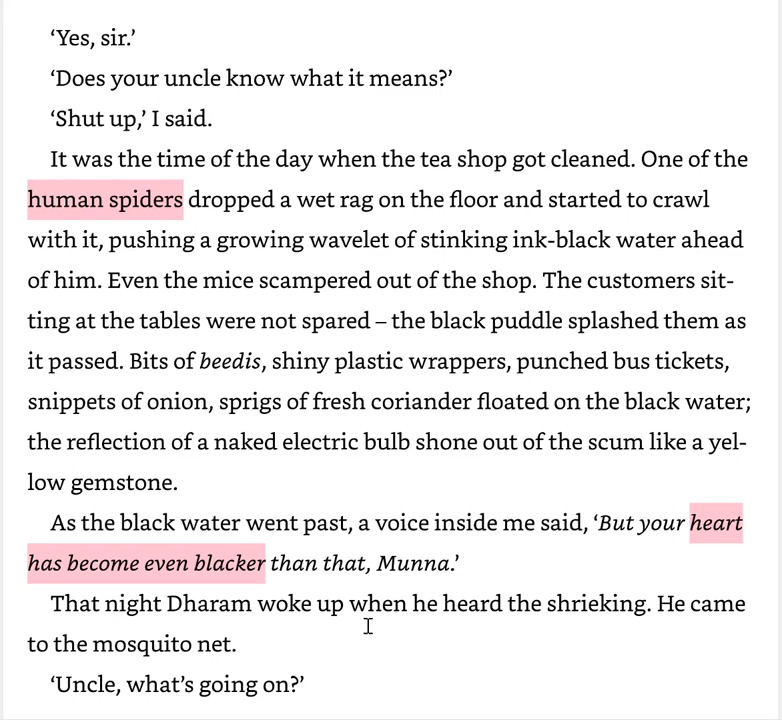 ‘Yes, sir.’
‘Does your uncle know what it means?’
‘Shut up,’ I said.
It was the time of the day when the tea shop got cleaned. One of the
human spiders dropped a wet rag on the floor and started to crawl
with it, pushing a growing wavelet of stinking ink-black water ahead
of him. Even the mice scampered out of the shop. The customers sit-
ting at the tables were not spared – the black puddle splashed them as
it passed. Bits of beedis, shiny plastic wrappers, punched bus tickets,
snippets of onion, sprigs of fresh coriander floated on the black water;
the reflection of a naked electric bulb shone out of the scum like a yel-
low gemstone.
As the black water went past, a voice inside me said, ‘But your heart
has become even blacker than that, Munna.’
That night Dharam woke up when he heard the shrieking. He came
to the mosquito net.
‘Uncle, what’s going on?’